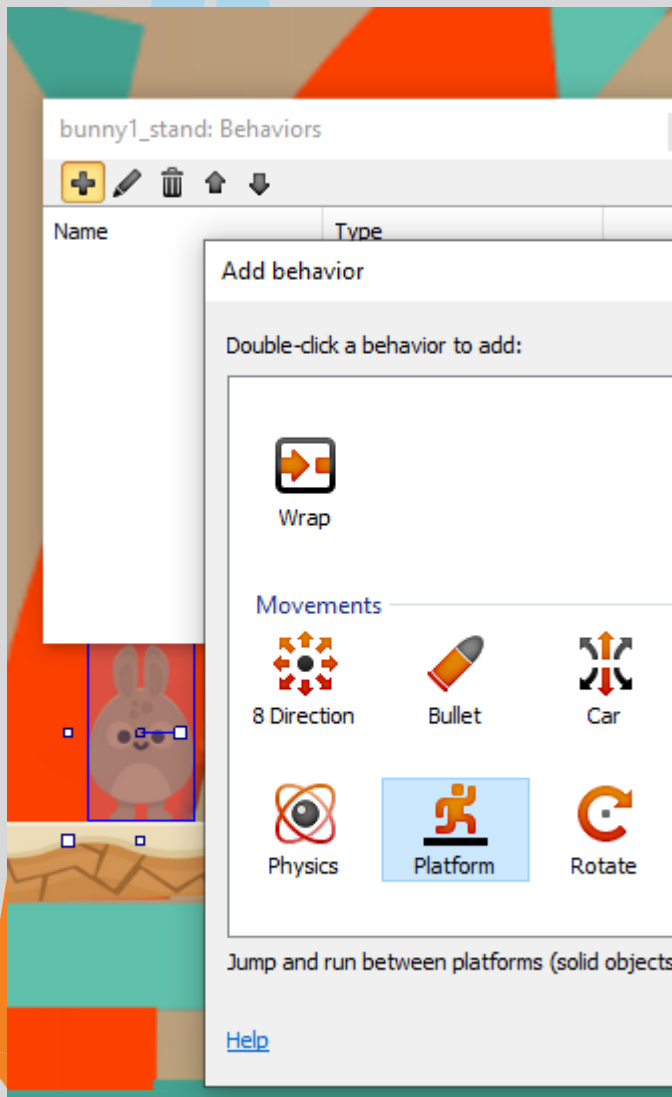 bunny1_stand: Behaviors
Name Type
Add behavior
Double-click a behavior to add:
Wrap
Movements
8 Direction Bullet Car
Physics Platform Rotate
Jump and run between platforms (solid objects
Help